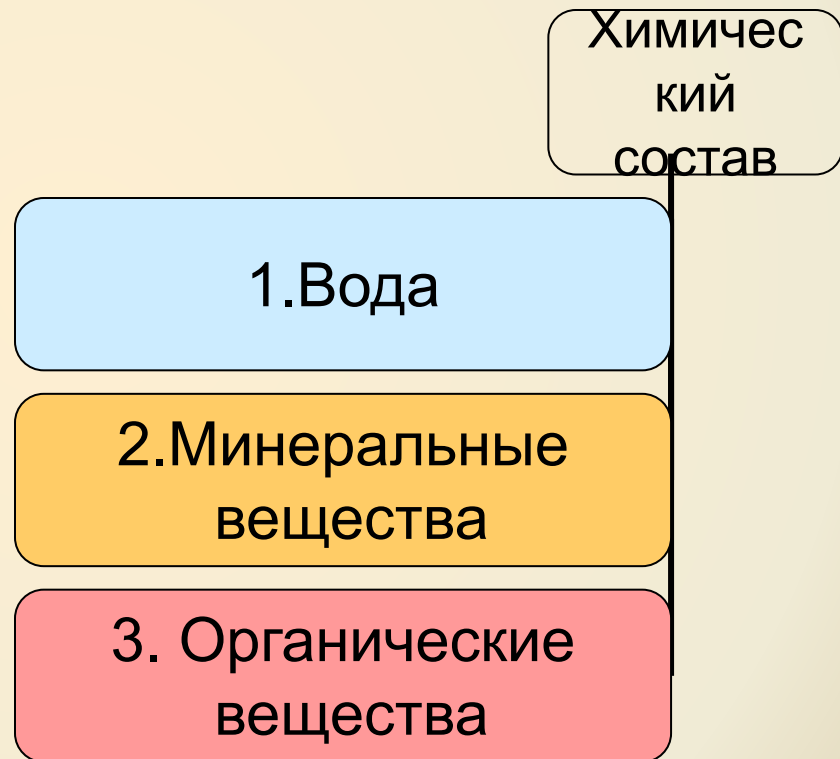 Химичес
кий
состав
1.Вода
2.Минеральные
вещества
3. Органические
вещества